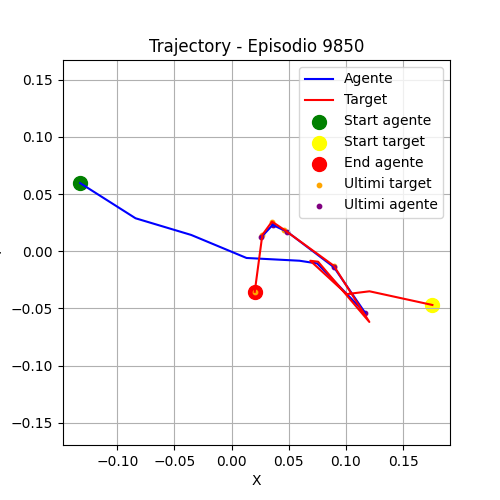 Trajectory - Episodio 9850
Agente
Target
Start agente
Start target
End agente
Ultimi target
Ultimi agente
0.15
0.10
0.05
0.00
−0.05
−0.10
−0.15
−0.10
−0.05
0.00
0.05
0.10
0.15
X